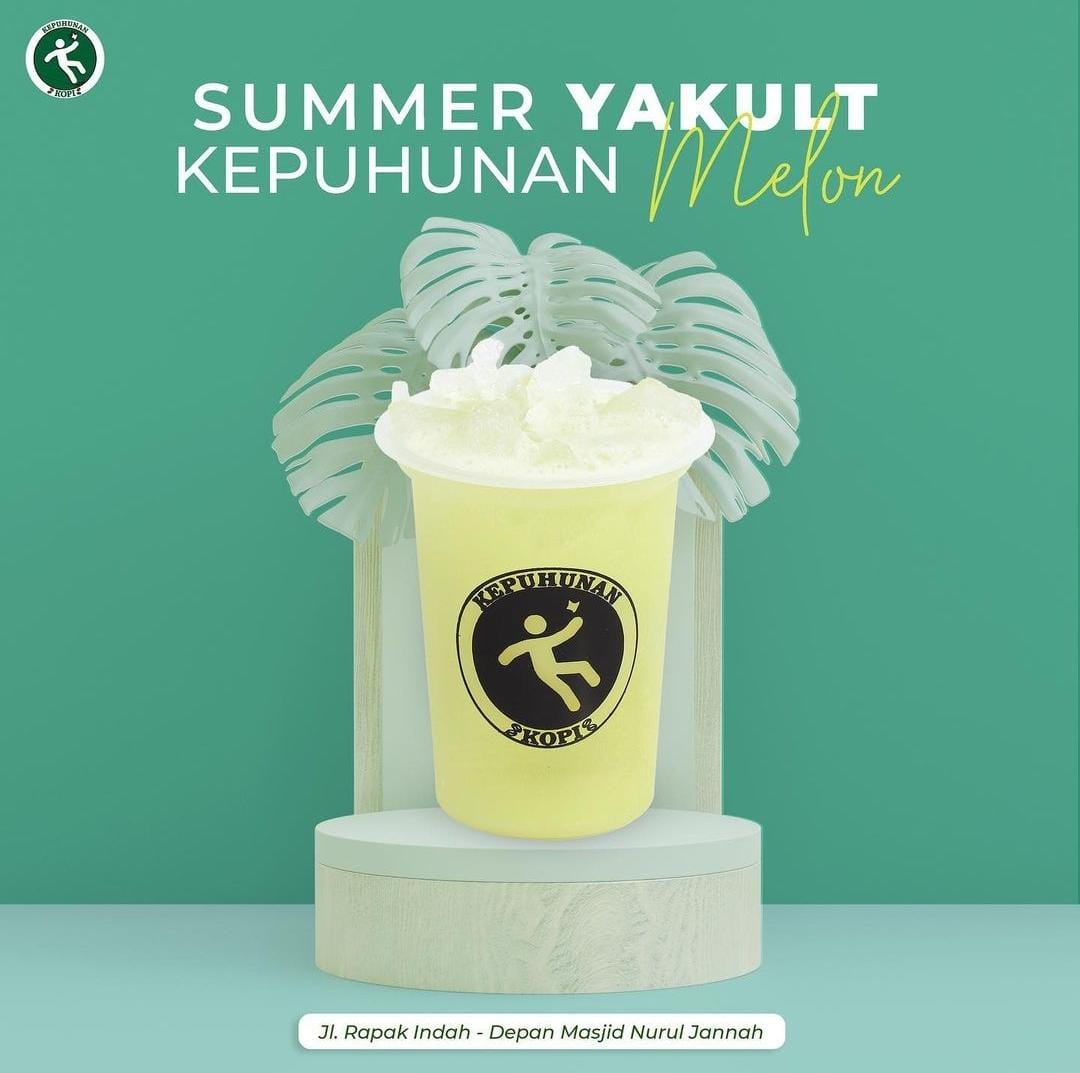 KEPUHUNAN
KOPI
SUMMER YAKULT
KEPUHUNAN Melon
KEPUHUNAN
KOPI
Jl. Rapak Indah - Depan Masjid Nurul Jannah